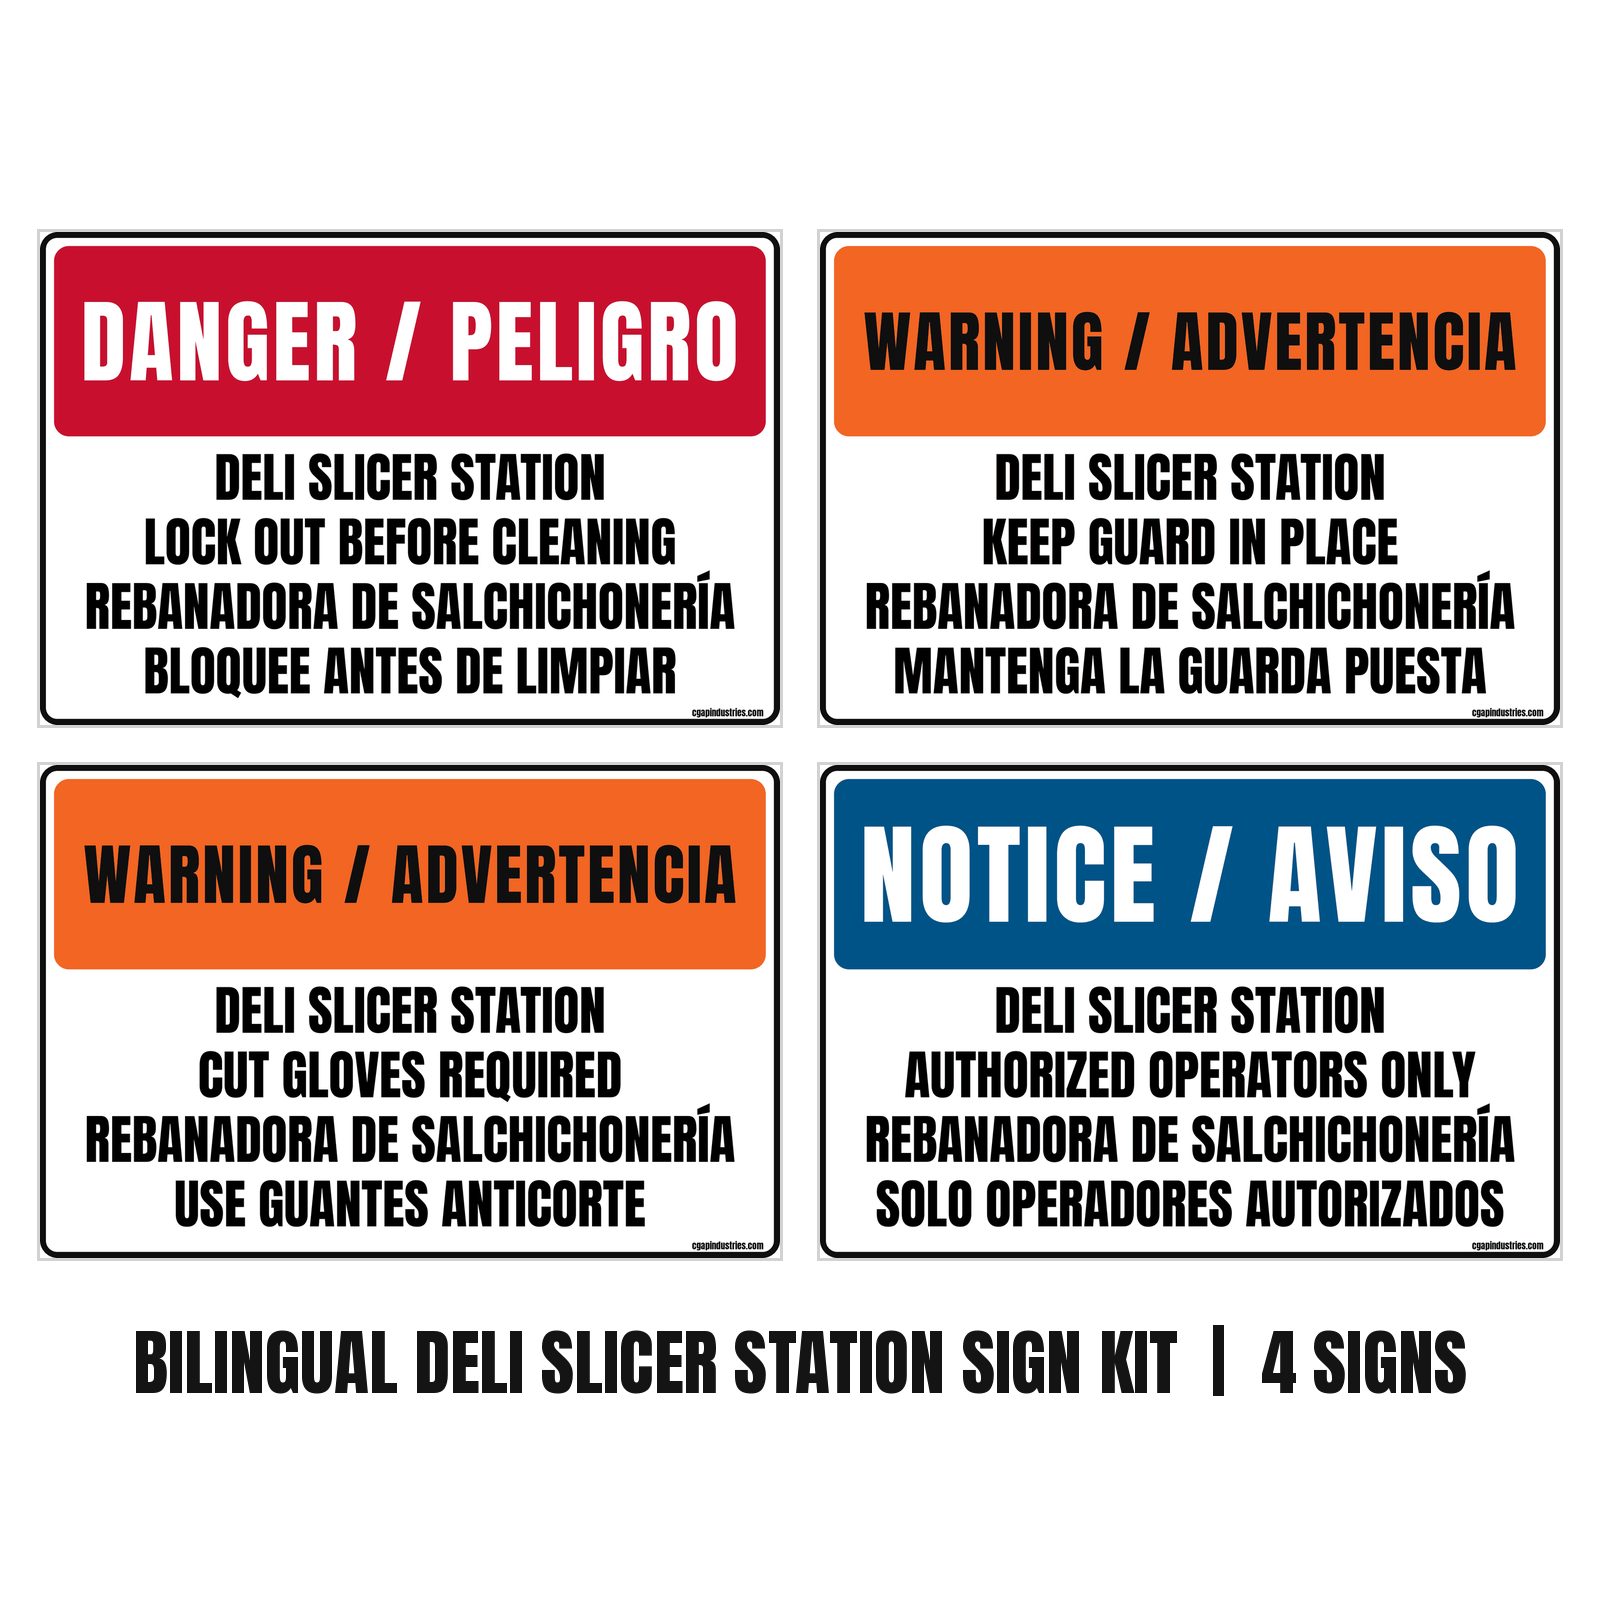 DANGER / PELIGRO
DELI SLICER STATION
LOCK OUT BEFORE CLEANING
REBANADORA DE SALCHICHONERÍA
BLOQUEE ANTES DE LIMPIAR
cgapindustries.com
WARNING / ADVERTENCIA
DELI SLICER STATION
KEEP GUARD IN PLACE
REBANADORA DE SALCHICHONERÍA
MANTENGA LA GUARDA PUESTA
cgapindustries.com
WARNING / ADVERTENCIA
DELI SLICER STATION
CUT GLOVES REQUIRED
REBANADORA DE SALCHICHONERÍA
USE GUANTES ANTICORTE
cgapindustries.com
NOTICE / AVISO
DELI SLICER STATION
AUTHORIZED OPERATORS ONLY
REBANADORA DE SALCHICHONERÍA
SOLO OPERADORES AUTORIZADOS
cgapindustries.com
BILINGUAL DELI SLICER STATION SIGN KIT | 4 SIGNS